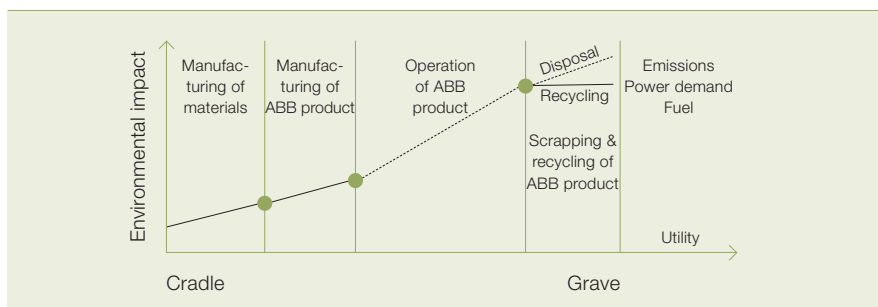 Environmental impact
Manufac-
turing of
materials
Manufac-
turing of
ABB product
Operation
of ABB
product
Disposal
Recycling
Scrapping &
recycling of
ABB product
Emissions
Power demand
Fuel
Utility
Cradle
Grave